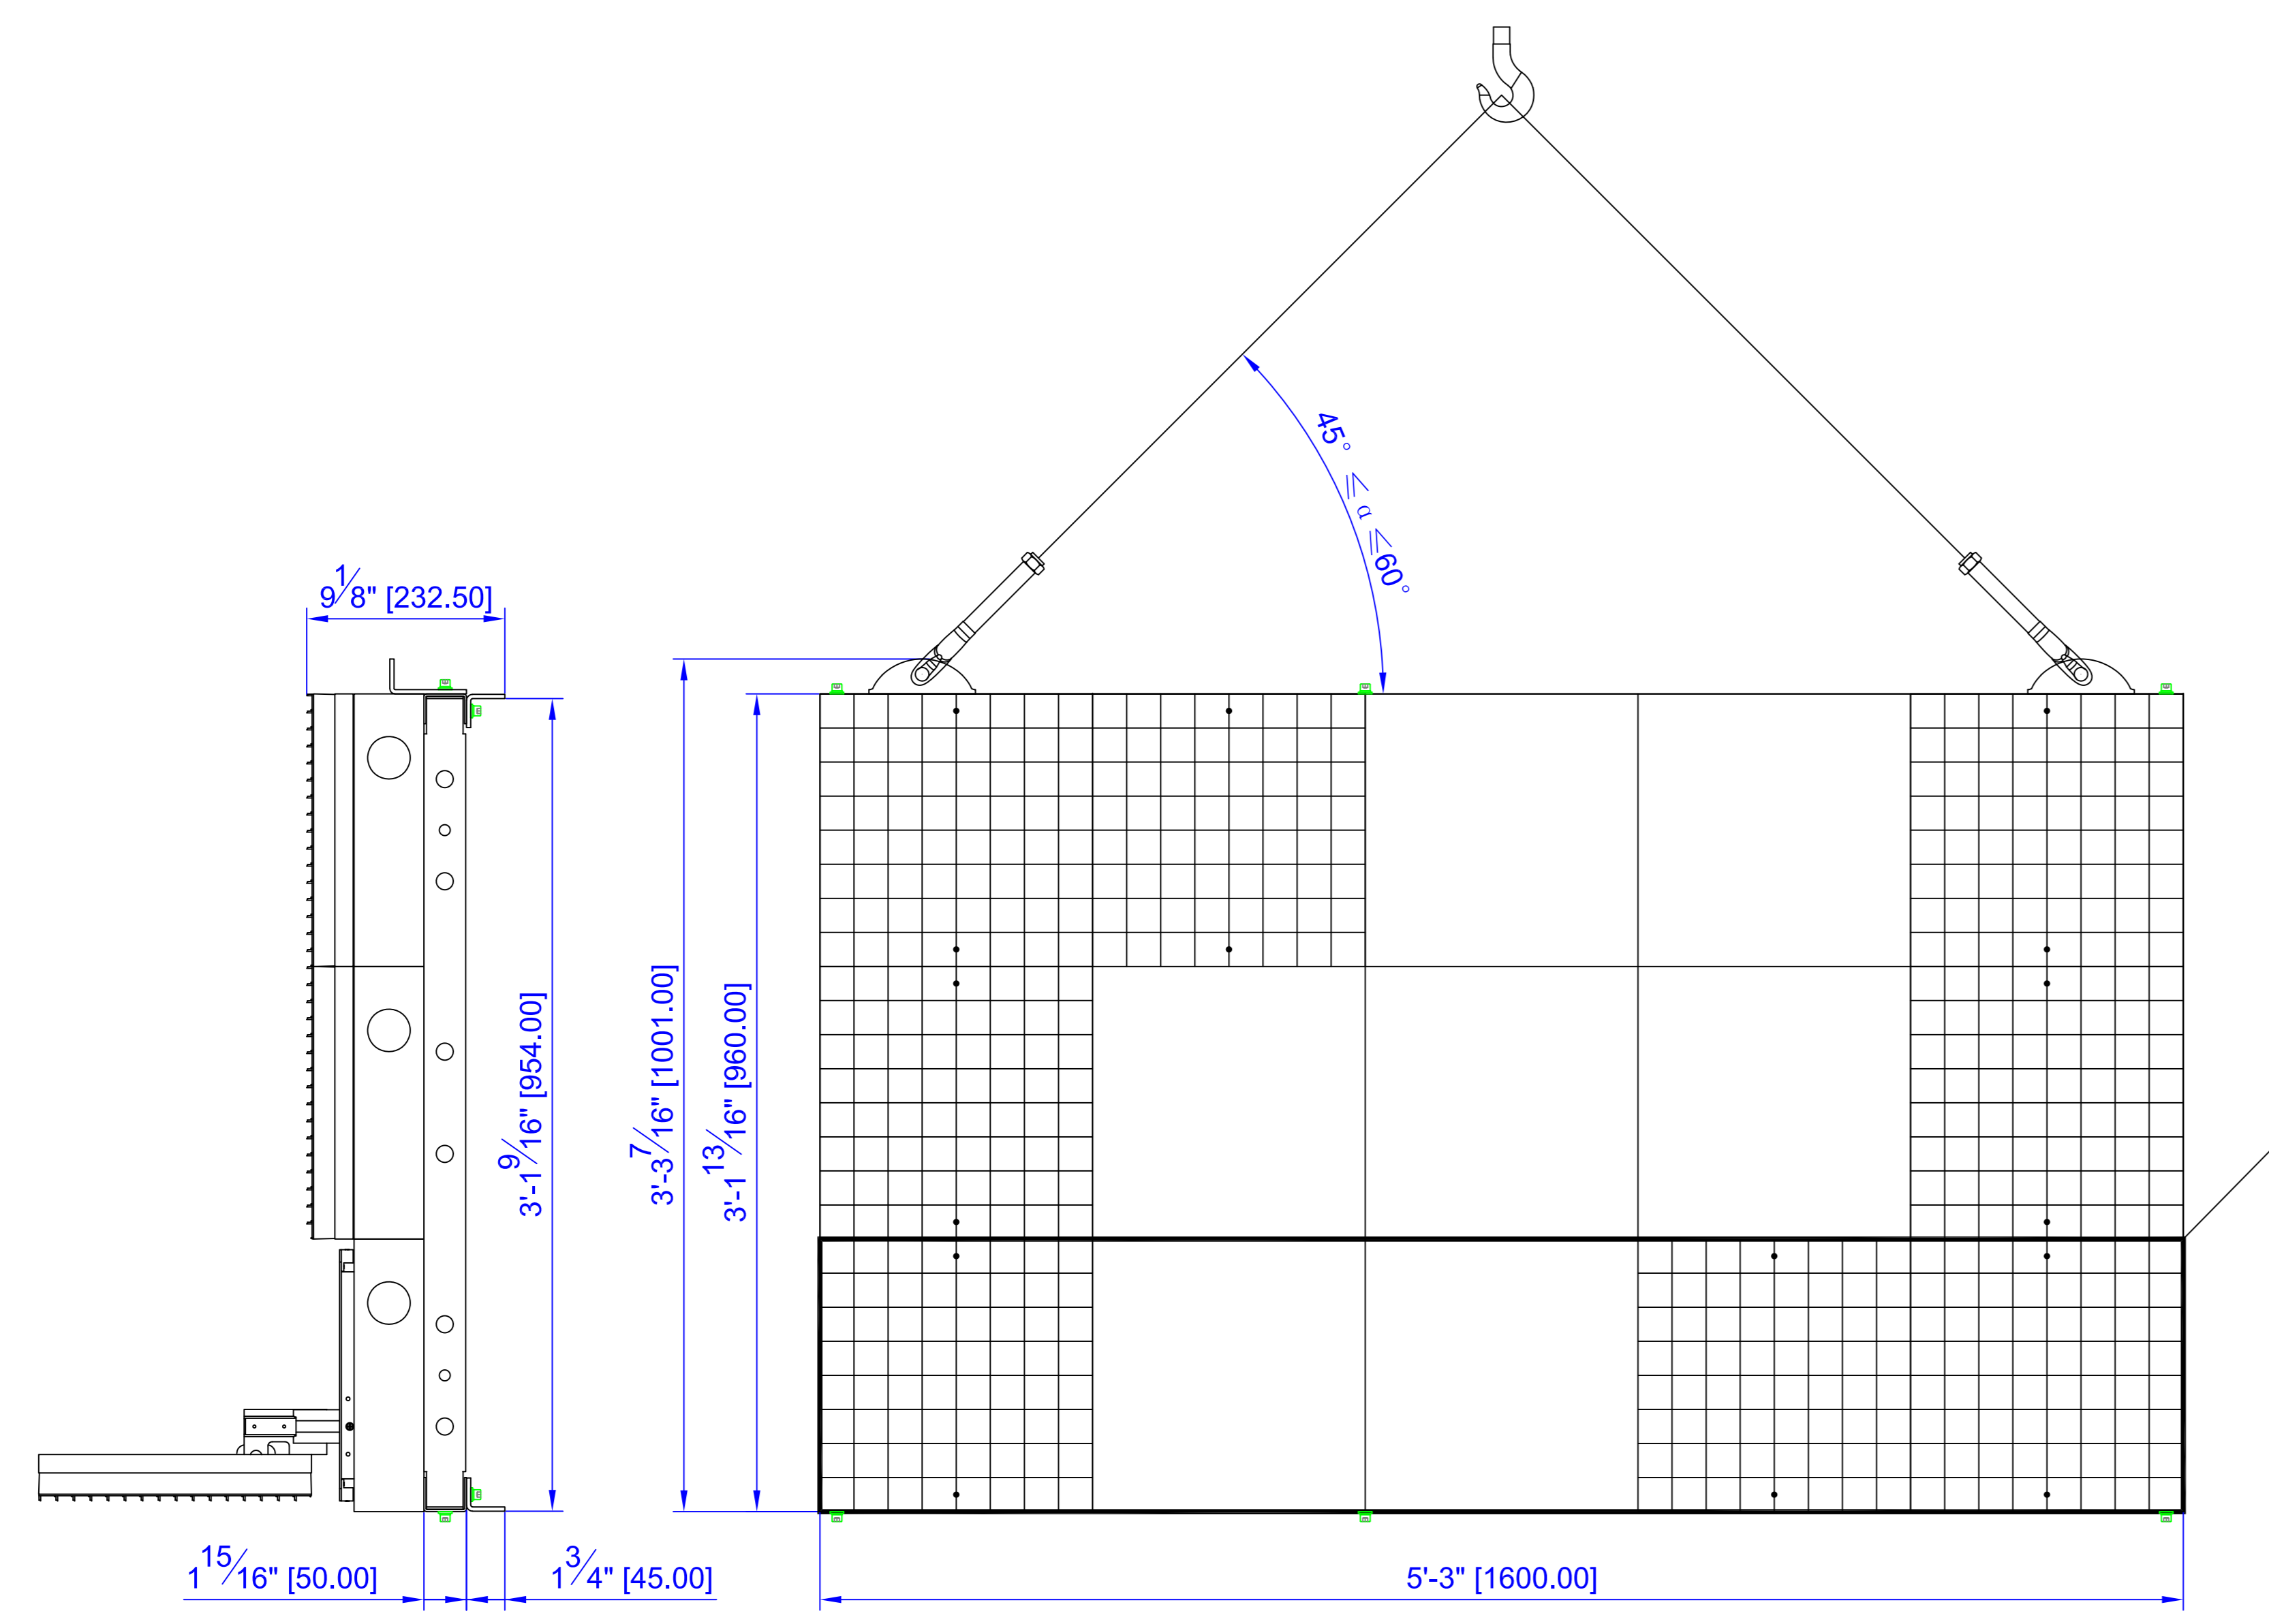 45° ≤ α ≤60°
9 1/8" [232.50]
3'-1 9/16" [954.00]
3'-3 7/16" [1001.00]
3'-1 13/16" [960.00]
1 15/16" [50.00]
1 3/4" [45.00]
5'-3" [1600.00]